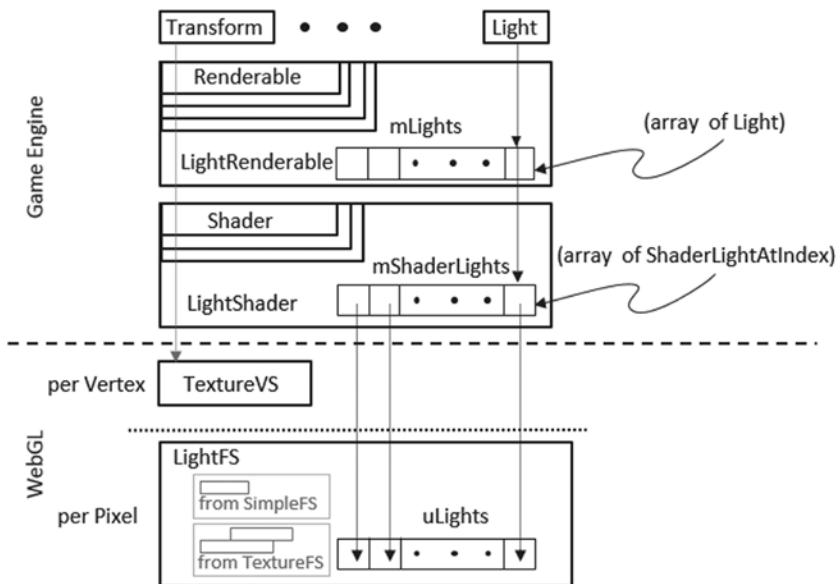 Transform
Light
Game Engine
Renderable
mLights
(array of Light)
LightRenderable
Shader
mShaderLights
(array of ShaderLightAtIndex)
LightShader
per Vertex
TextureVS
WebGL
LightFS
from SimpleFS
per Pixel
uLights
from TextureFS